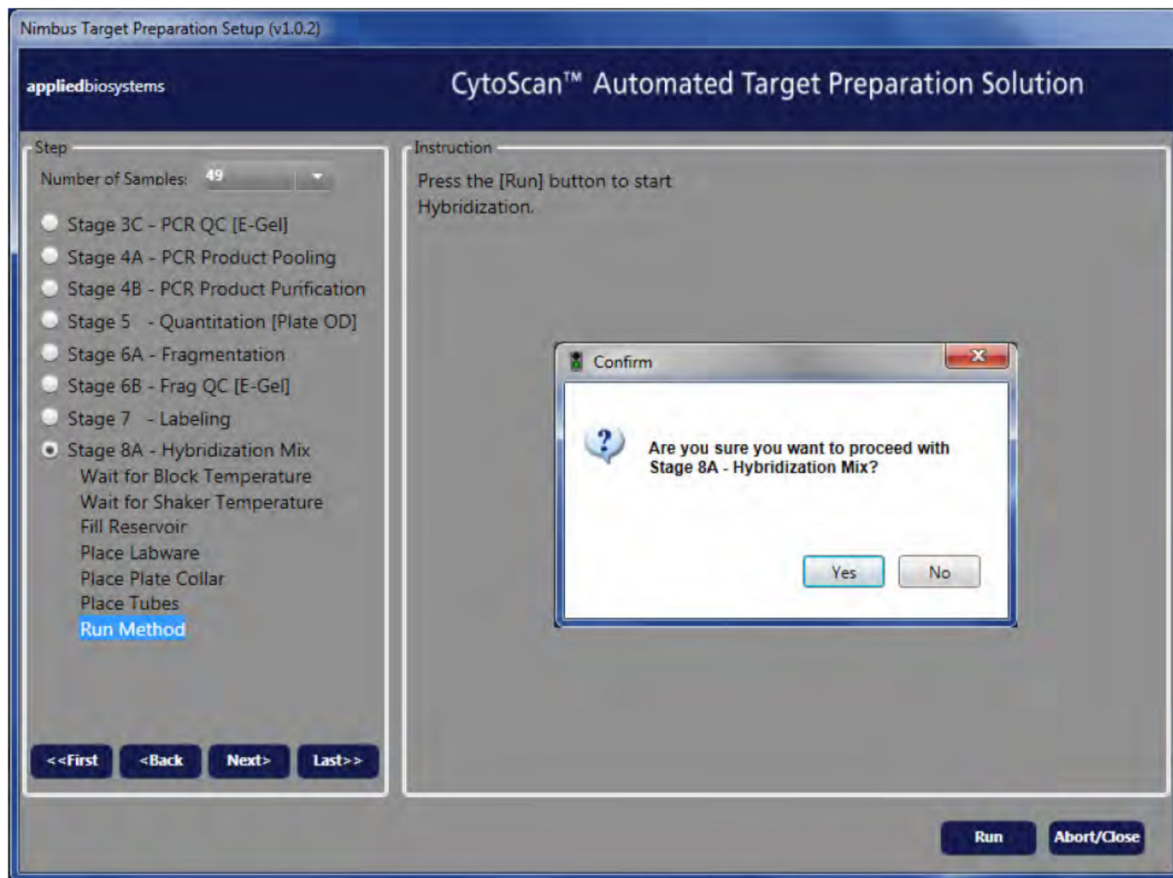 Nimbus Target Preparation Setup (v1.0.2)
appliedbiosystems
CytoScan™ Automated Target Preparation Solution
Step
Number of Samples: 49
Stage 3C - PCR QC [E-Gel]
Stage 4A - PCR Product Pooling
Stage 4B - PCR Product Purification
Stage 5 - Quantitation [Plate OD]
Stage 6A - Fragmentation
Stage 6B - Frag QC [E-Gel]
Stage 7 - Labeling
Stage 8A - Hybridization Mix
Wait for Block Temperature
Wait for Shaker Temperature
Fill Reservoir
Place Labware
Place Plate Collar
Place Tubes
Run Method
<<First <Back Next> Last>>
Instruction
Press the [Run] button to start
Hybridization.
Confirm
Are you sure you want to proceed with
Stage 8A - Hybridization Mix?
Yes No
Run Abort/Close